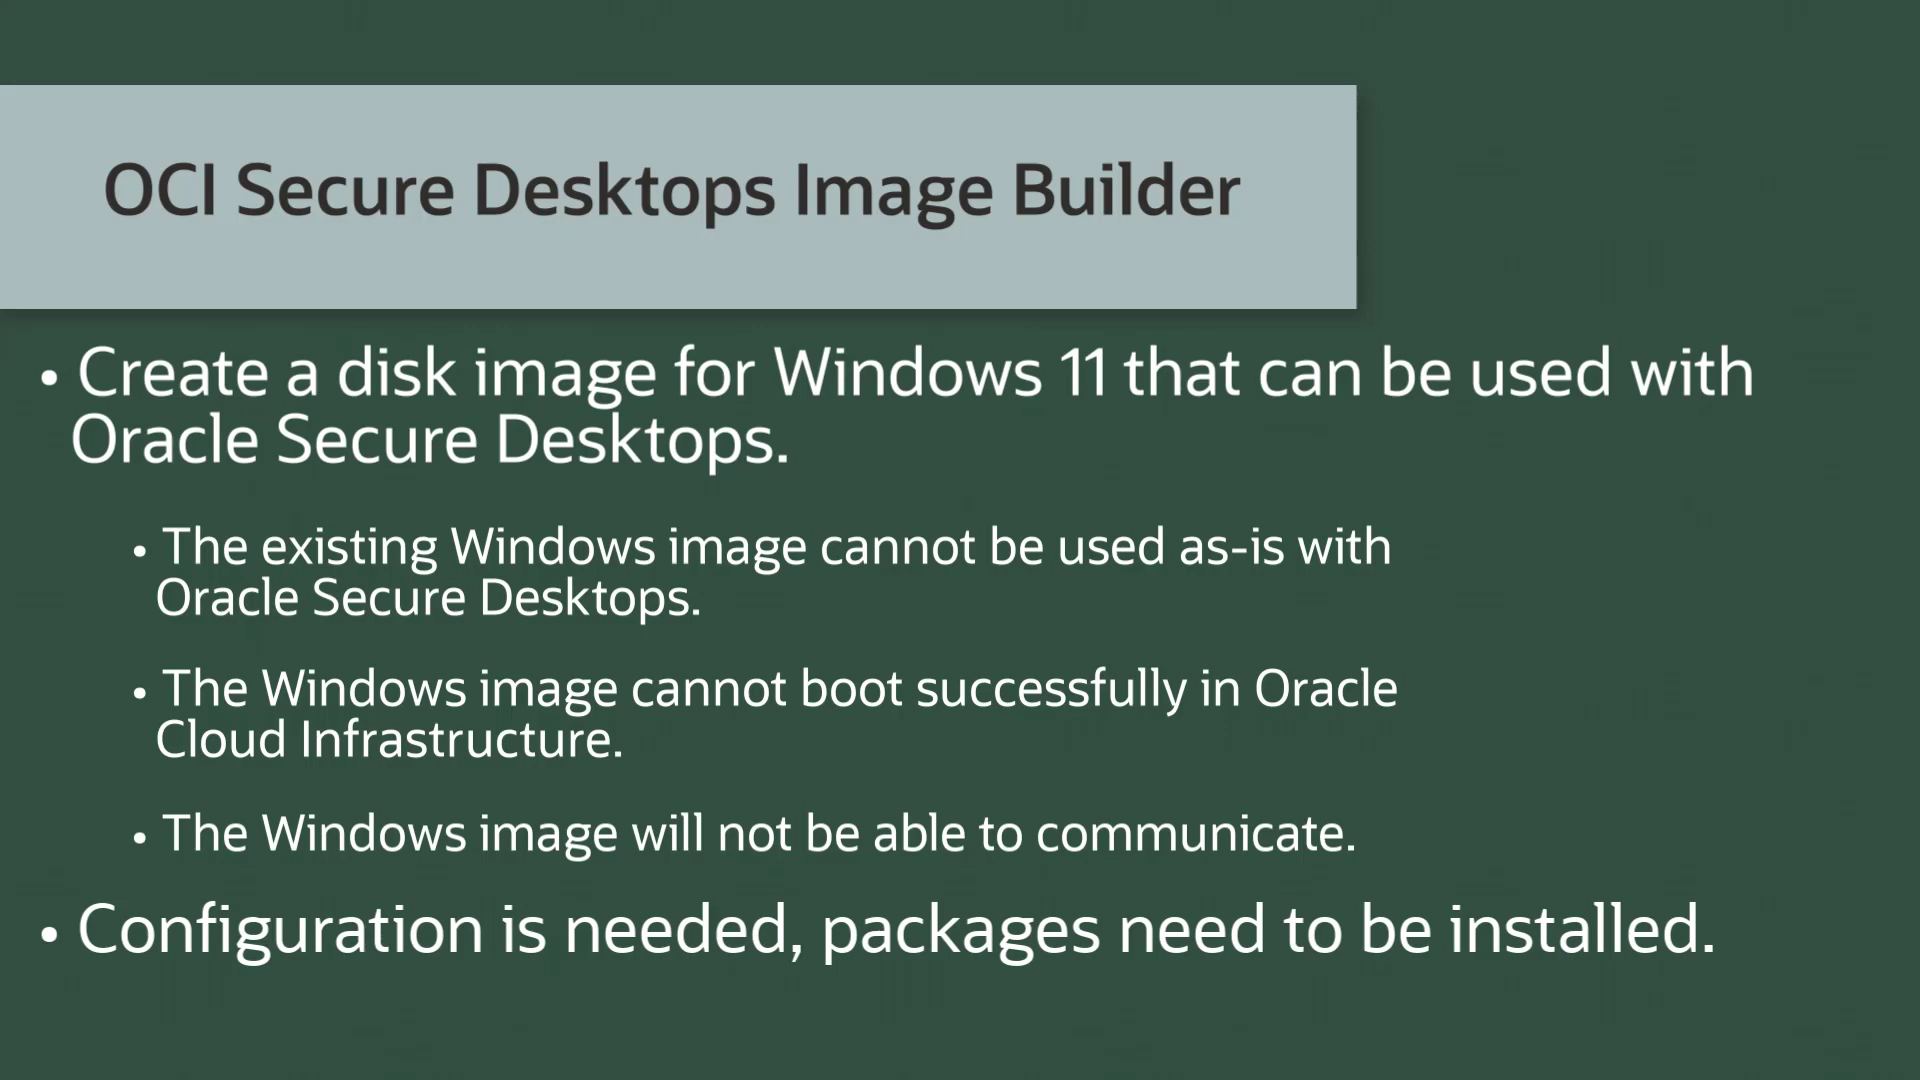 OCI Secure Desktops Image Builder
• Create a disk image for Windows 11 that can be used with
Oracle Secure Desktops.
• The existing Windows image cannot be used as-is with
Oracle Secure Desktops.
• The Windows image cannot boot successfully in Oracle
Cloud Infrastructure.
• The Windows image will not be able to communicate.
• Configuration is needed, packages need to be installed.